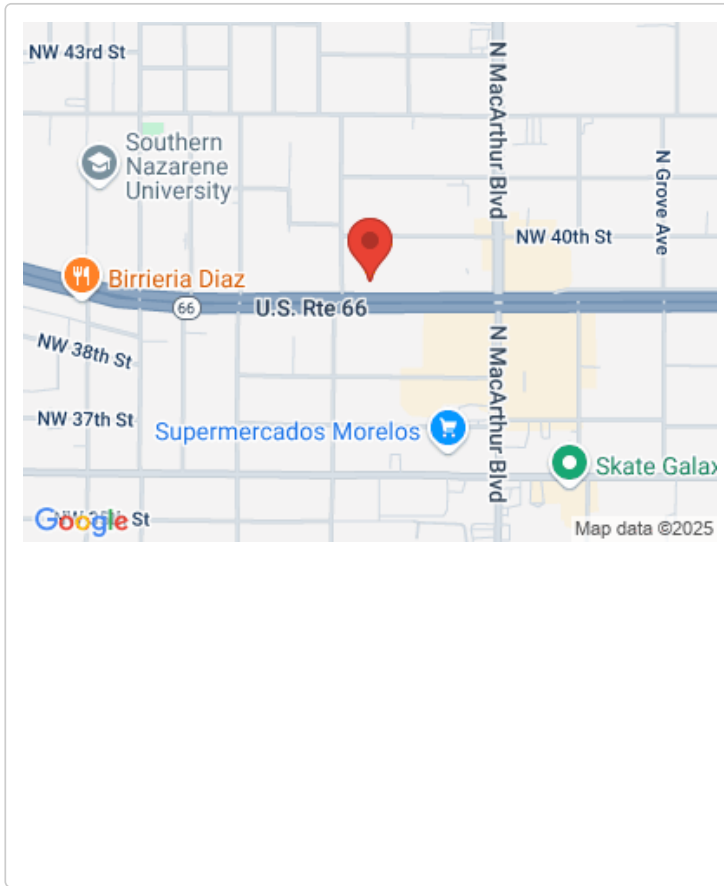 NW 43rd St
N MacArthur Blvd
Southern
Nazarene
University
N Grove Ave
NW 40th St
Birrieria Diaz
66
U.S. Rte 66
NW 38th St
N MacArthur Blvd
NW 37th St
Supermercados Morelos
Skate Galax
Google
St
Map data ©2025